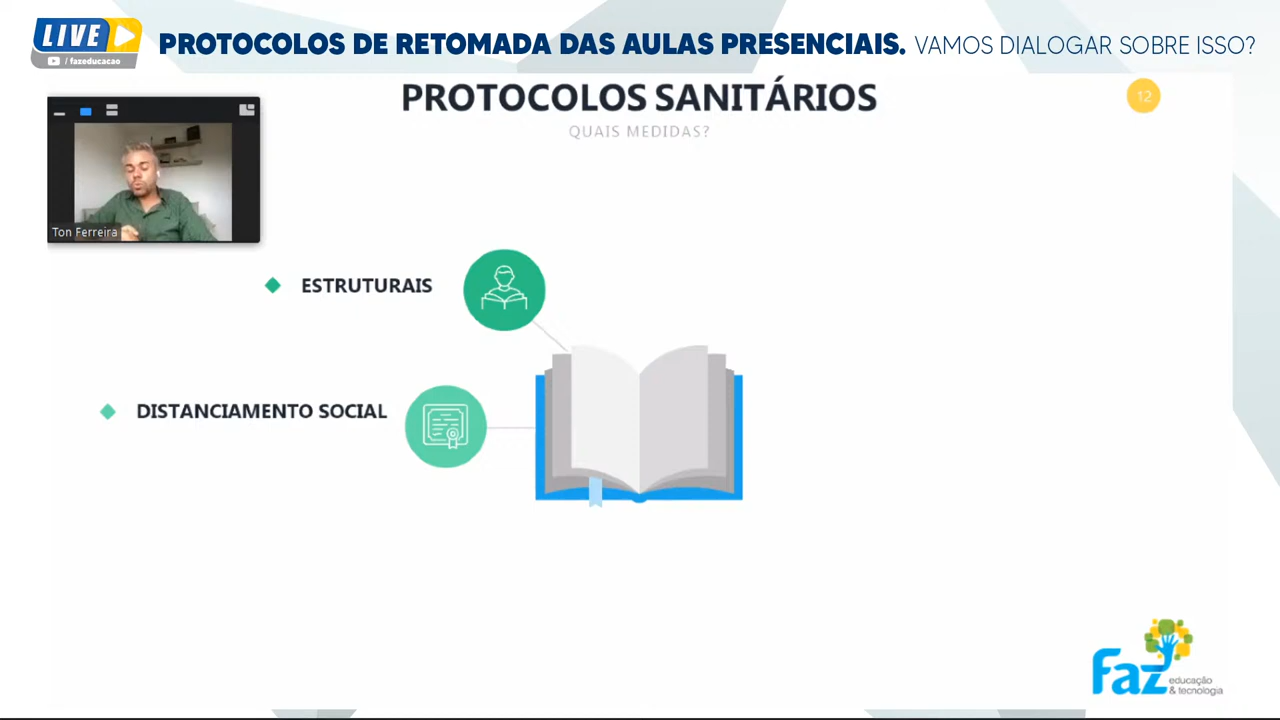 LIVE
/ fazeducacao
PROTOCOLOS DE RETOMADA DAS AULAS PRESENCIAIS. VAMOS DIALOGAR SOBRE ISSO?
PROTOCOLOS SANITÁRIOS
12
QUAIS MEDIDAS?
Ton Ferreira
ESTRUTURAIS
DISTANCIAMENTO SOCIAL
Faz
educação
& tecnologia